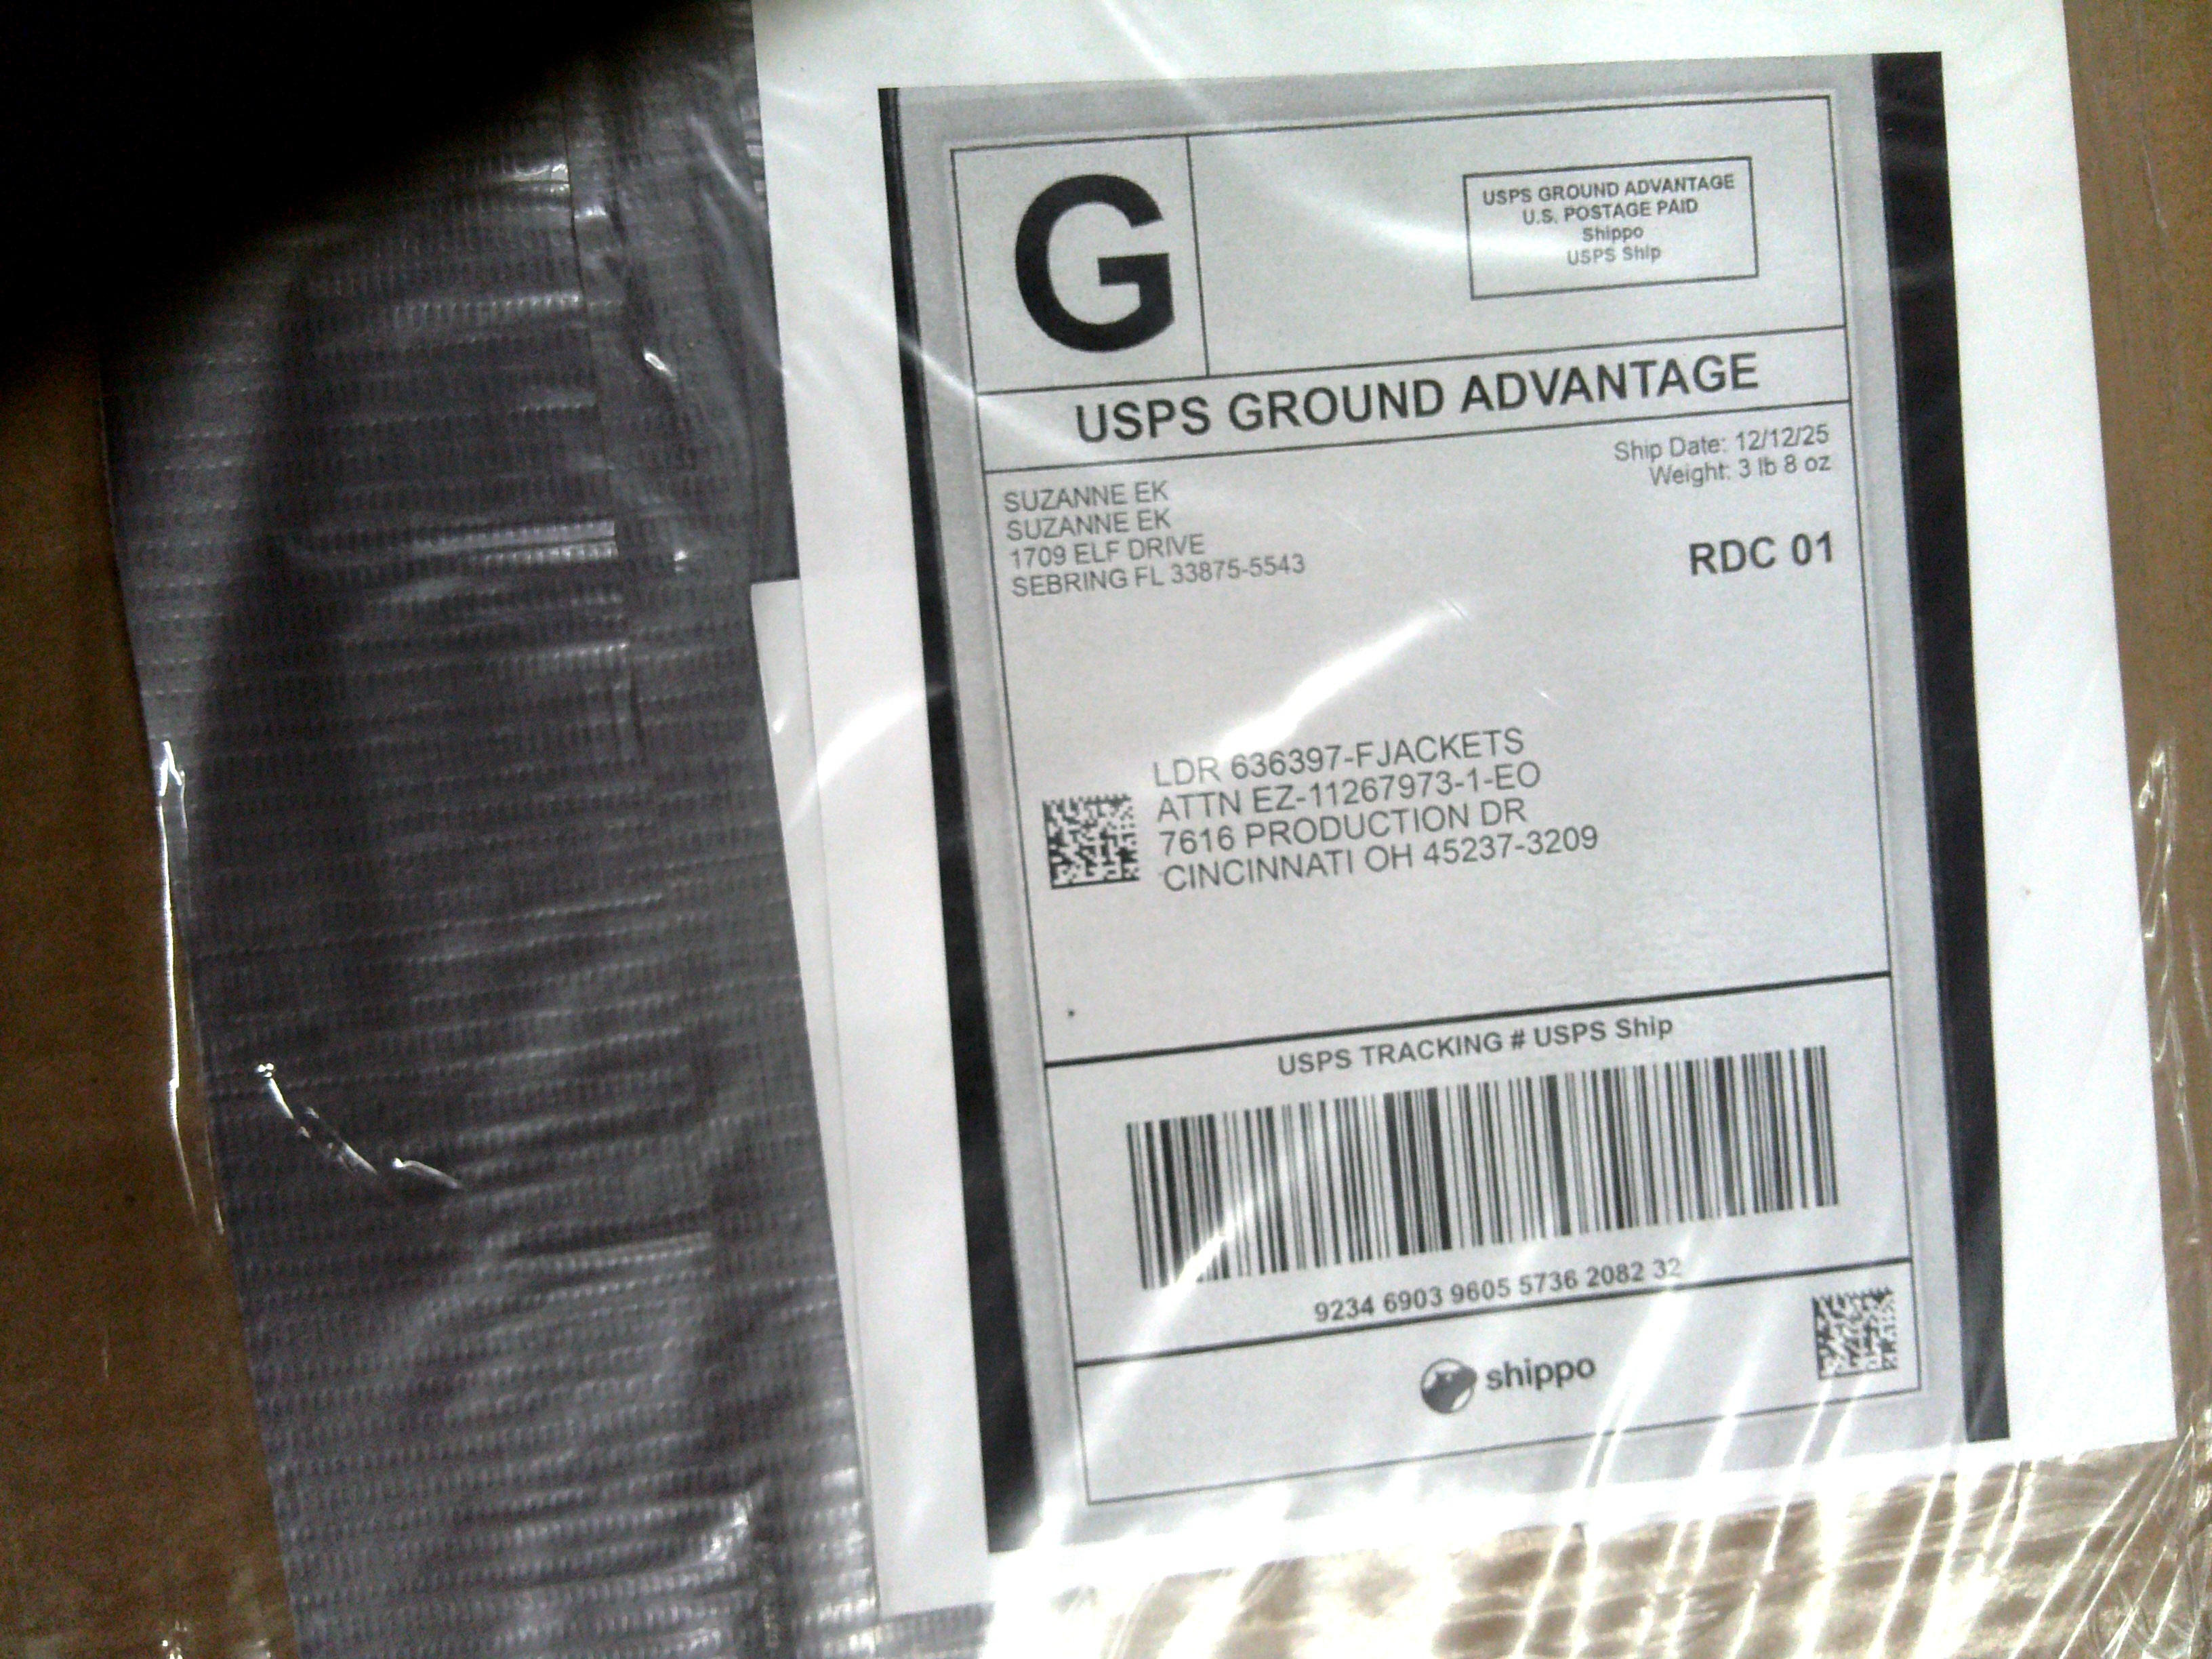 G
USPS GROUND ADVANTAGE
U.S. POSTAGE PAID
Shippo
USPS Ship
USPS GROUND ADVANTAGE
Ship Date: 12/12/25
Weight: 3 lb 8 oz
SUZANNE EK
SUZANNE EK
1709 ELF DRIVE
SEBRING FL 33875-5543
RDC 01
LDR 636397-FJACKETS
ATTN EZ-11267973-1-EO
7616 PRODUCTION DR
CINCINNATI OH 45237-3209
USPS TRACKING # USPS Ship
9234 6903 9605 5736 2082 32
shippo